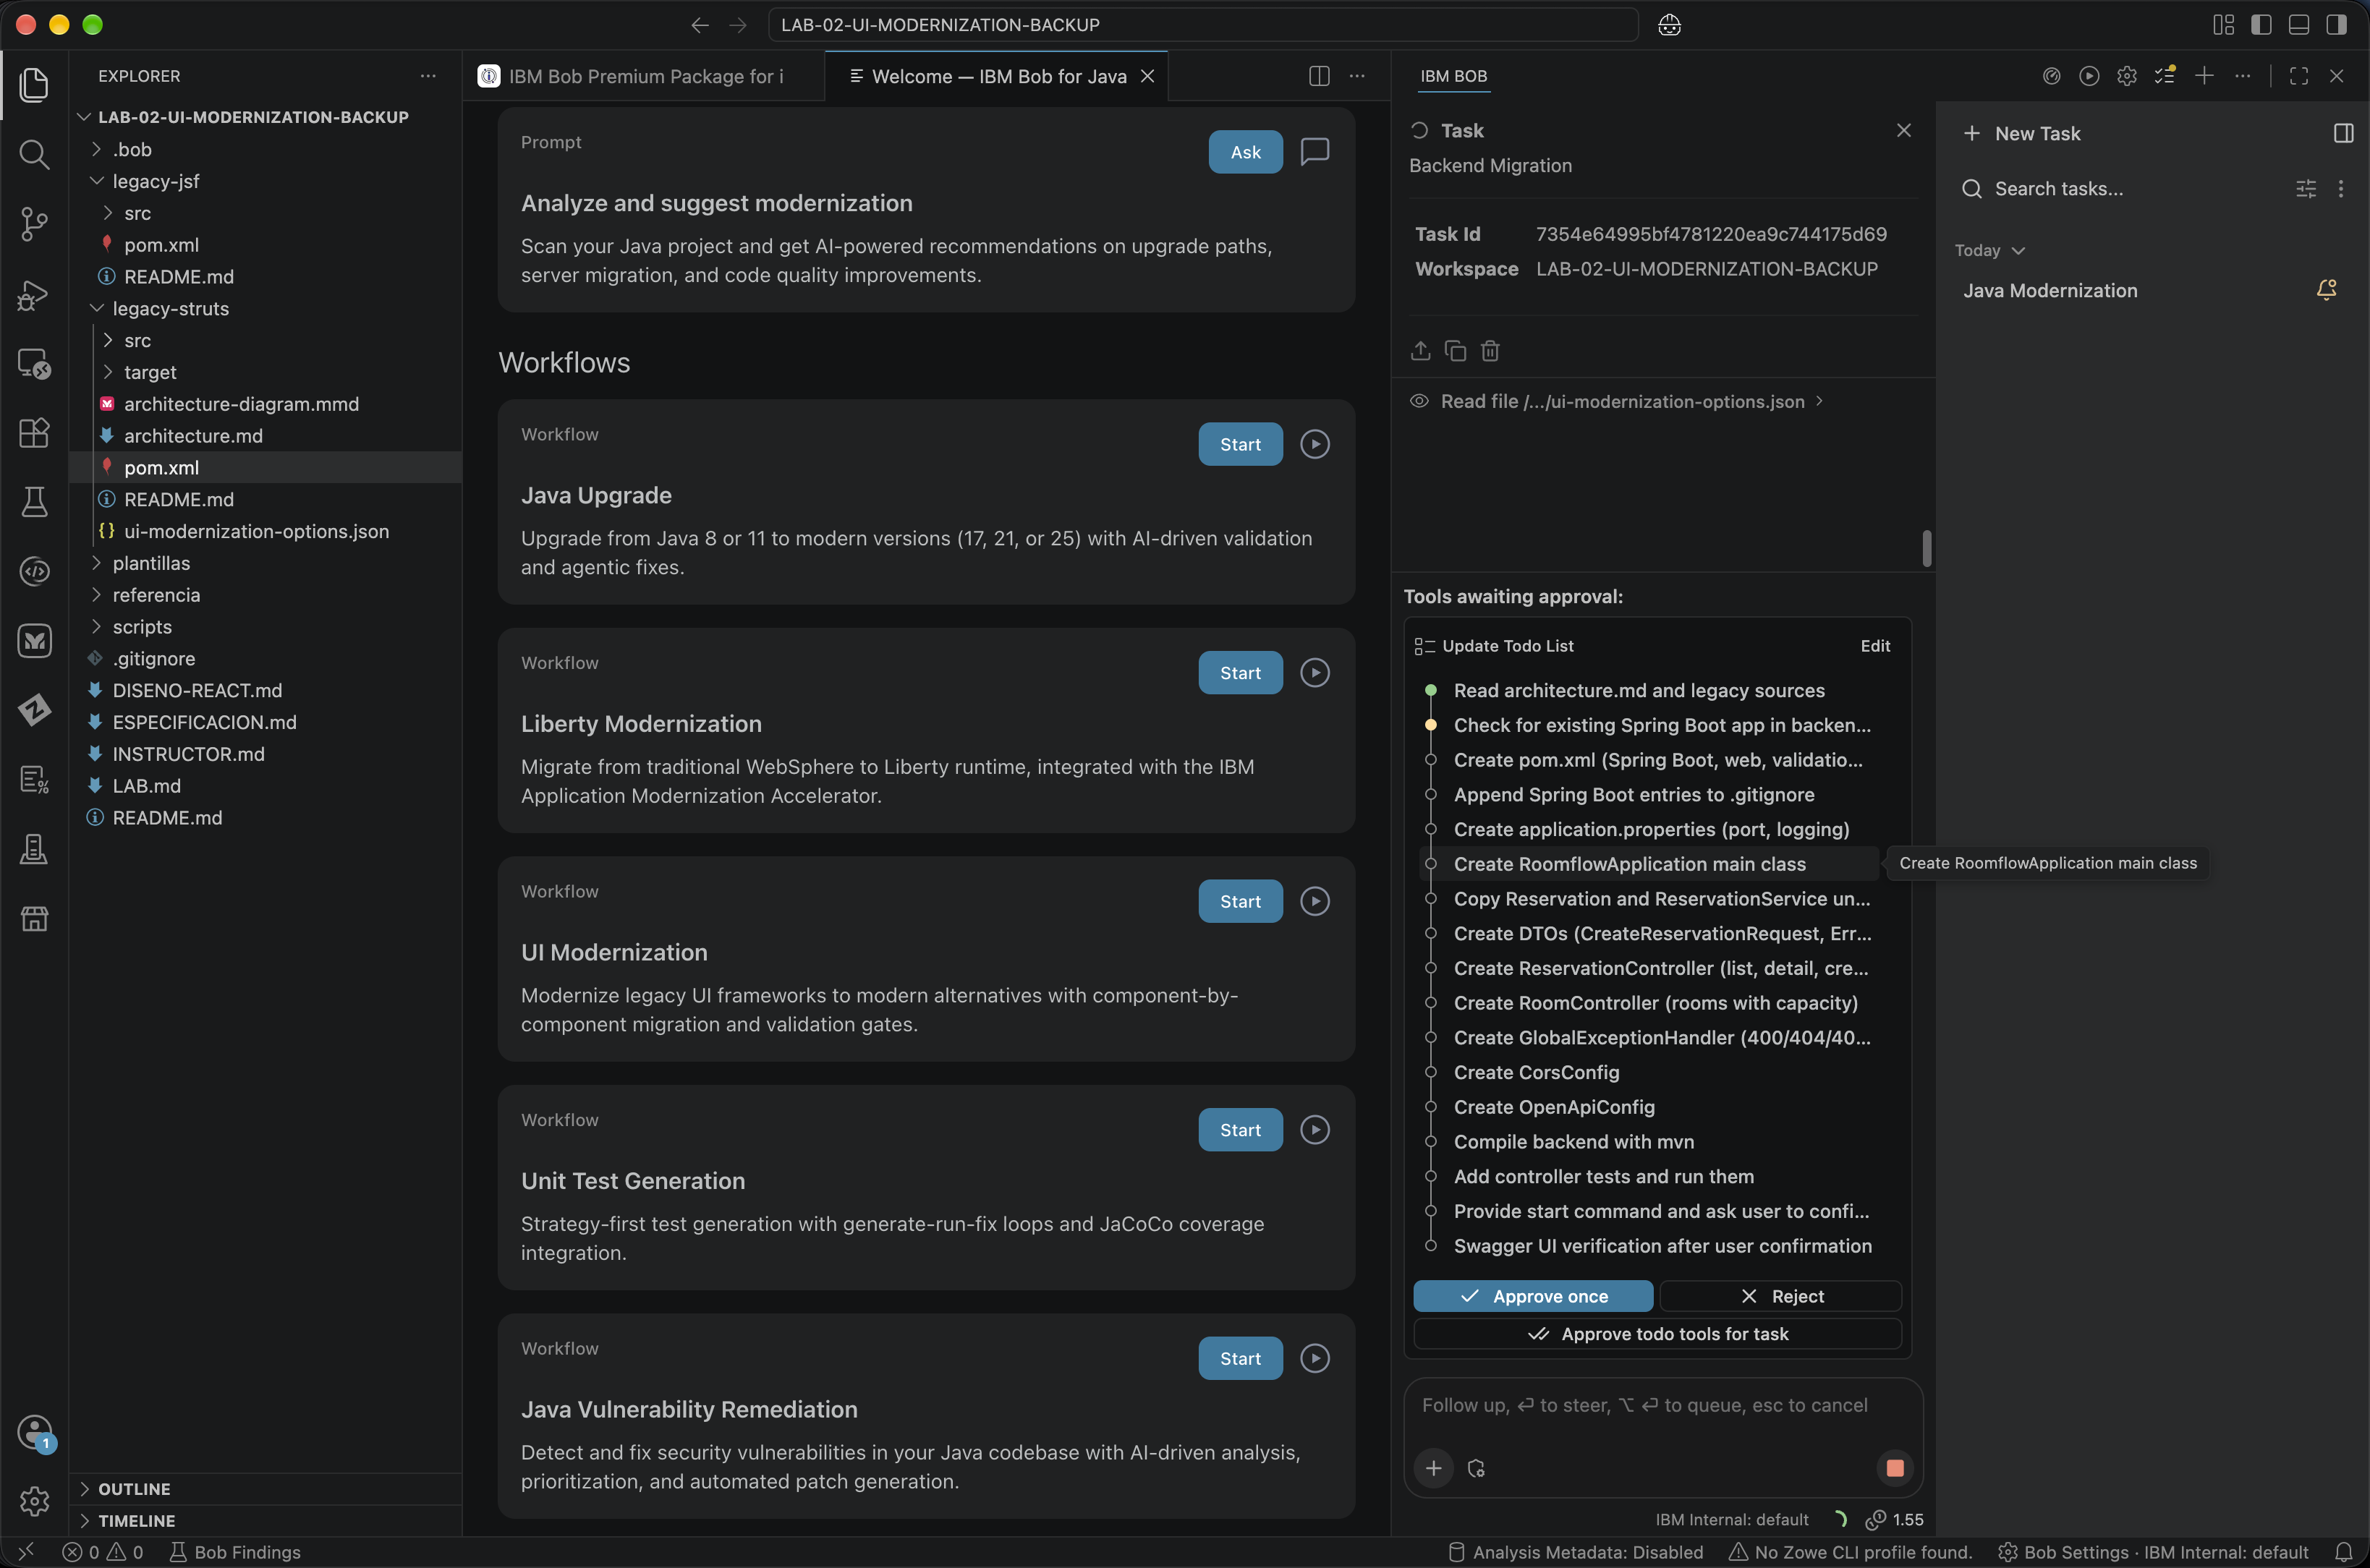 LAB-02-UI-MODERNIZATION-BACKUP
EXPLORER
LAB-02-UI-MODERNIZATION-BACKUP
.bob
legacy-jsf
src
pom.xml
README.md
legacy-struts
src
target
architecture-diagram.mmd
architecture.md
pom.xml
README.md
{} ui-modernization-options.json
plantillas
referencia
scripts
.gitignore
DISENO-REACT.md
ESPECIFICACION.md
INSTRUCTOR.md
LAB.md
README.md
OUTLINE
TIMELINE
1
IBM Bob Premium Package for i
Welcome — IBM Bob for Java
Prompt
Ask
Analyze and suggest modernization
Scan your Java project and get AI-powered recommendations on upgrade paths,
server migration, and code quality improvements.
Workflows
Workflow
Start
Java Upgrade
Upgrade from Java 8 or 11 to modern versions (17, 21, or 25) with AI-driven validation
and agentic fixes.
Workflow
Start
Liberty Modernization
Migrate from traditional WebSphere to Liberty runtime, integrated with the IBM
Application Modernization Accelerator.
Workflow
Start
UI Modernization
Modernize legacy UI frameworks to modern alternatives with component-by-
component migration and validation gates.
Workflow
Start
Unit Test Generation
Strategy-first test generation with generate-run-fix loops and JaCoCo coverage
integration.
Workflow
Start
Java Vulnerability Remediation
Detect and fix security vulnerabilities in your Java codebase with AI-driven analysis,
prioritization, and automated patch generation.
IBM BOB
Task
Backend Migration
Task Id 7354e64995bf4781220ea9c744175d69
Workspace LAB-02-UI-MODERNIZATION-BACKUP
Read file /.../ui-modernization-options.json
Tools awaiting approval:
Update Todo List
Edit
Read architecture.md and legacy sources
Check for existing Spring Boot app in backen...
Create pom.xml (Spring Boot, web, validatio...
Append Spring Boot entries to .gitignore
Create application.properties (port, logging)
Create RoomflowApplication main class
Create RoomflowApplication main class
Copy Reservation and ReservationService un...
Create DTOs (CreateReservationRequest, Err...
Create ReservationController (list, detail, cre...
Create RoomController (rooms with capacity)
Create GlobalExceptionHandler (400/404/40...
Create CorsConfig
Create OpenApiConfig
Compile backend with mvn
Add controller tests and run them
Provide start command and ask user to confi...
Swagger UI verification after user confirmation
Approve once
Reject
Approve todo tools for task
Follow up, ⏎ to steer, ⌥ ⏎ to queue, esc to cancel
IBM Internal: default
1.55
New Task
Search tasks...
Today
Java Modernization
0 0 Bob Findings
Analysis Metadata: Disabled
No Zowe CLI profile found.
Bob Settings · IBM Internal: default